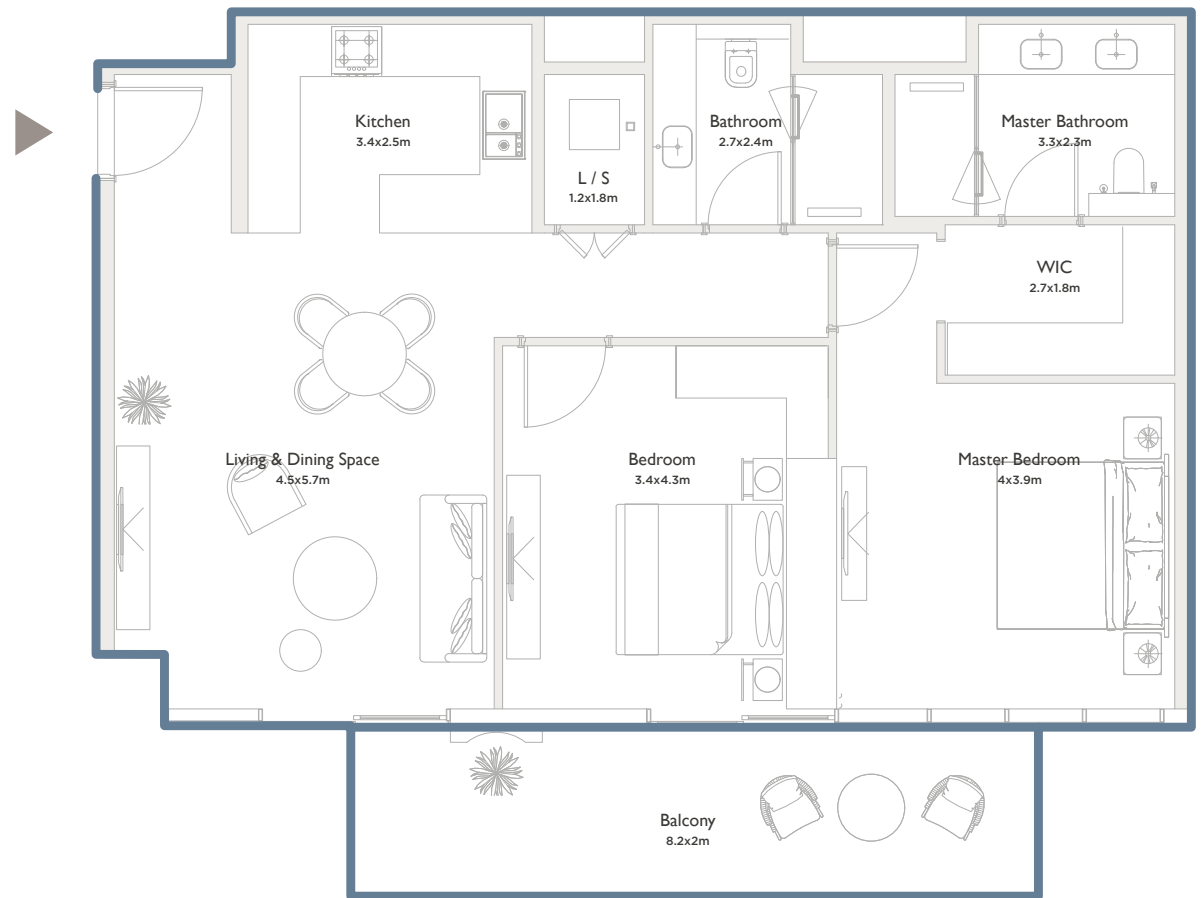 Kitchen
3.4x2.5m
L / S
1.2x1.8m
Bathroom
2.7x2.4m
Master Bathroom
3.3x2.3m
WIC
2.7x1.8m
Living & Dining Space
4.5x5.7m
Bedroom
3.4x4.3m
Master Bedroom
4x3.9m
Balcony
8.2x2m